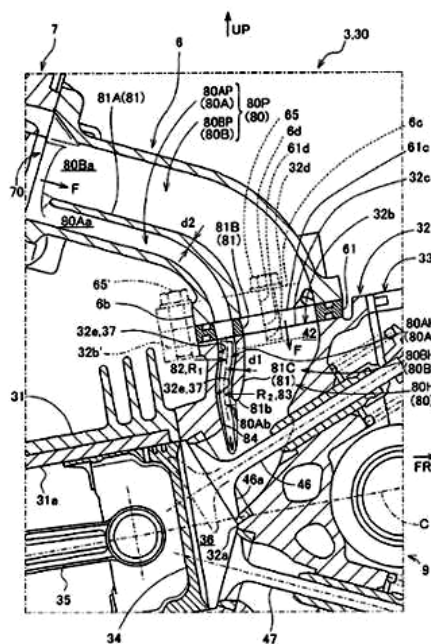 7
UP
3,30
6
80AP
(80A)
80P
(80)
80BP
(80B)
65
6d
61d
32d
6c
61c
32c
81A(81)
80Ba
70
F
80Aa
d2
81B
(81)
32b
61
32
33
65'
6b
32b'
42
F
32e,37
82,R1
32e,37
d1
81C
(81)
R2,83
81b
80Ab
84
31
31a
46a
46
36
32a
FR
C
9
35
34
47